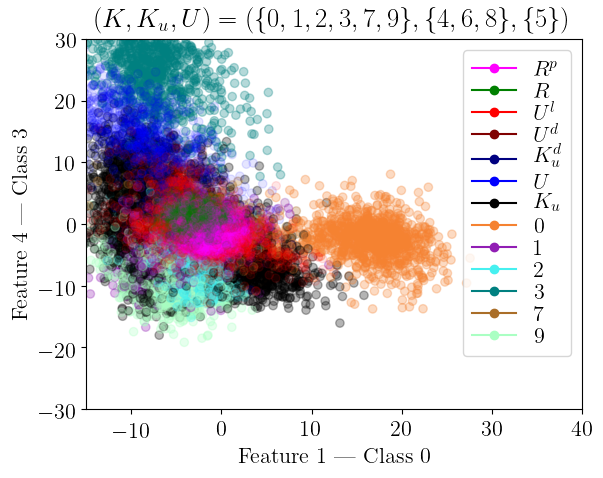 (K, K_u, U) = ({0, 1, 2, 3, 7, 9}, {4, 6, 8}, {5})
30
20
10
0
−10
−20
−30
Feature 4 — Class 3
R^p
R
U^l
U^d
K_u^d
U
K_u
0
1
2
3
7
9
−10
0
10
20
30
40
Feature 1 — Class 0